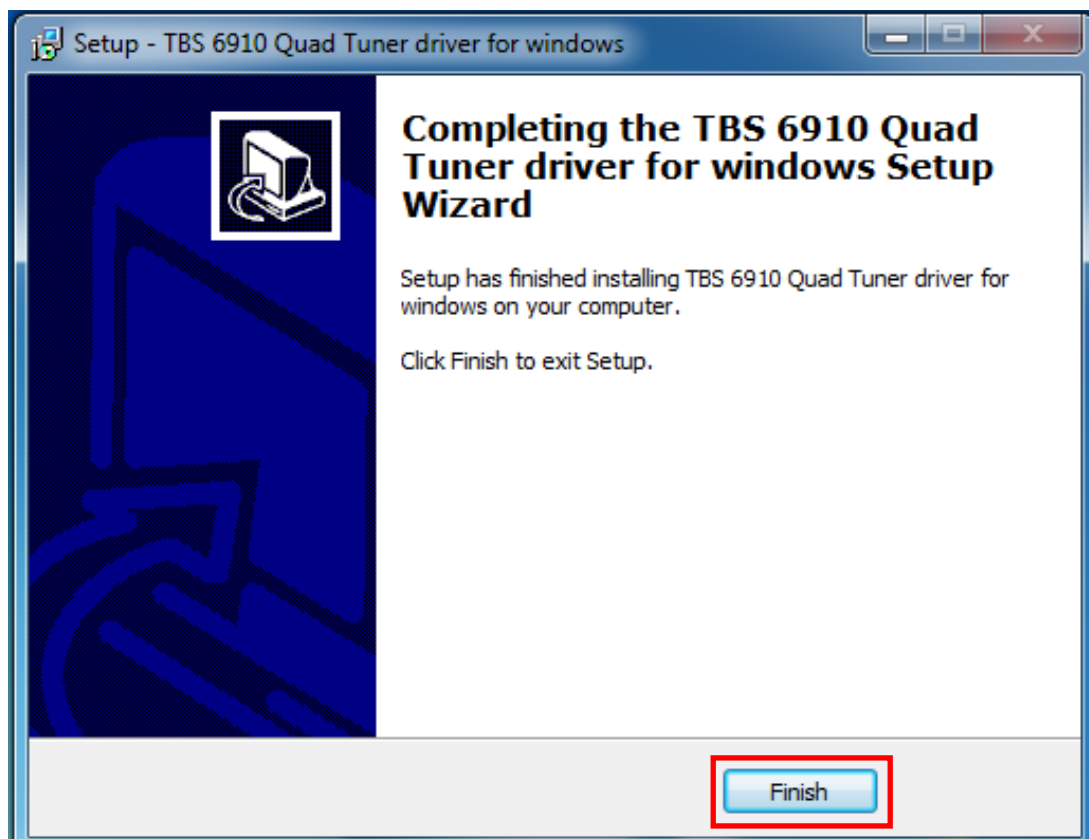 Setup - TBS 6910 Quad Tuner driver for windows
Completing the TBS 6910 Quad
Tuner driver for windows Setup
Wizard
Setup has finished installing TBS 6910 Quad Tuner driver for
windows on your computer.
Click Finish to exit Setup.
Finish